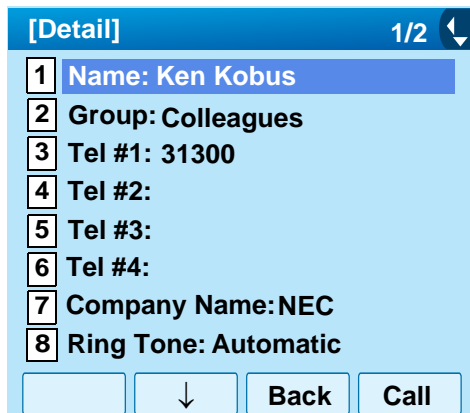 [Detail] 1/2
1 Name: Ken Kobus
2 Group: Colleagues
3 Tel #1: 31300
4 Tel #2:
5 Tel #3:
6 Tel #4:
7 Company Name: NEC
8 Ring Tone: Automatic
↓ Back Call